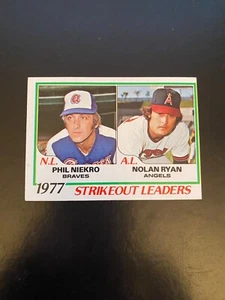 N.L. A.L.
PHIL NIEKRO NOLAN RYAN
BRAVES ANGELS
1977 STRIKEOUT LEADERS